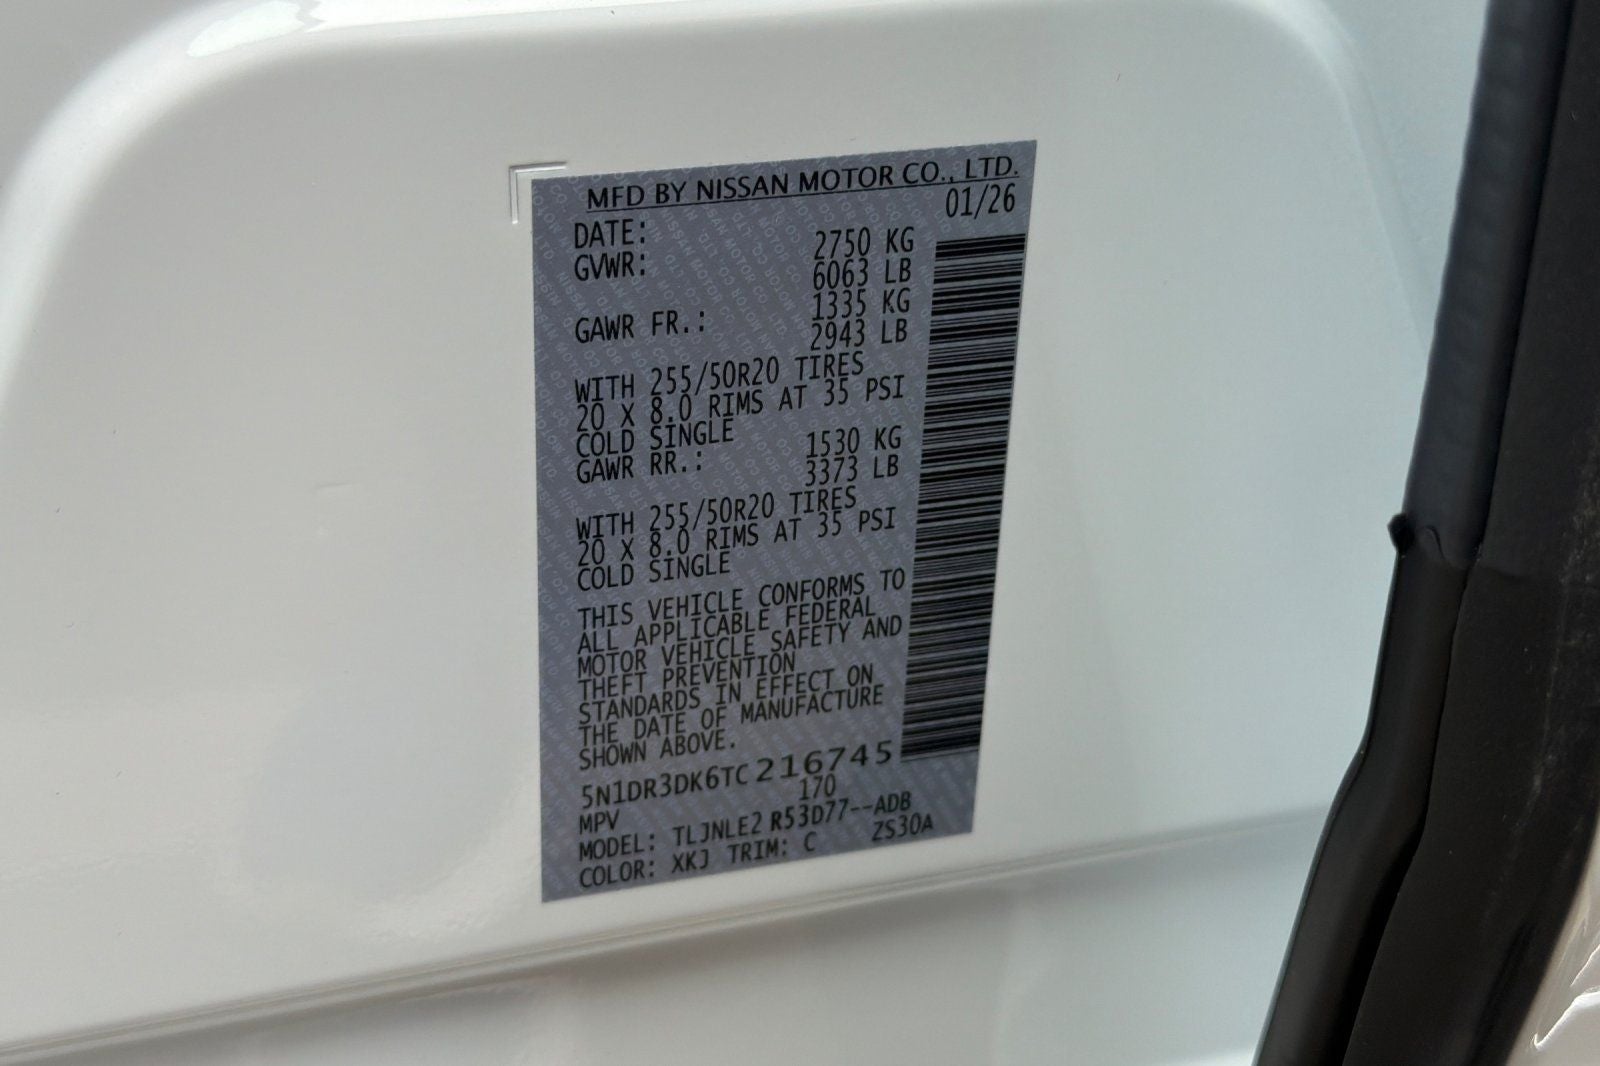 MFD BY NISSAN MOTOR CO., LTD.
DATE: 01/26
GVWR: 2750 KG
6063 LB
GAWR FR.: 1335 KG
2943 LB
WITH 255/50R20 TIRES
20 X 8.0 RIMS AT 35 PSI
COLD SINGLE
GAWR RR.: 1530 KG
3373 LB
WITH 255/50R20 TIRES
20 X 8.0 RIMS AT 35 PSI
COLD SINGLE
THIS VEHICLE CONFORMS TO
ALL APPLICABLE FEDERAL
MOTOR VEHICLE SAFETY AND
THEFT PREVENTION
STANDARDS IN EFFECT ON
THE DATE OF MANUFACTURE
SHOWN ABOVE.
5N1DR3DK6TC216745
MPV 170
MODEL: TLJNLE2 R53D77--ADB
COLOR: XKJ TRIM: C ZS30A